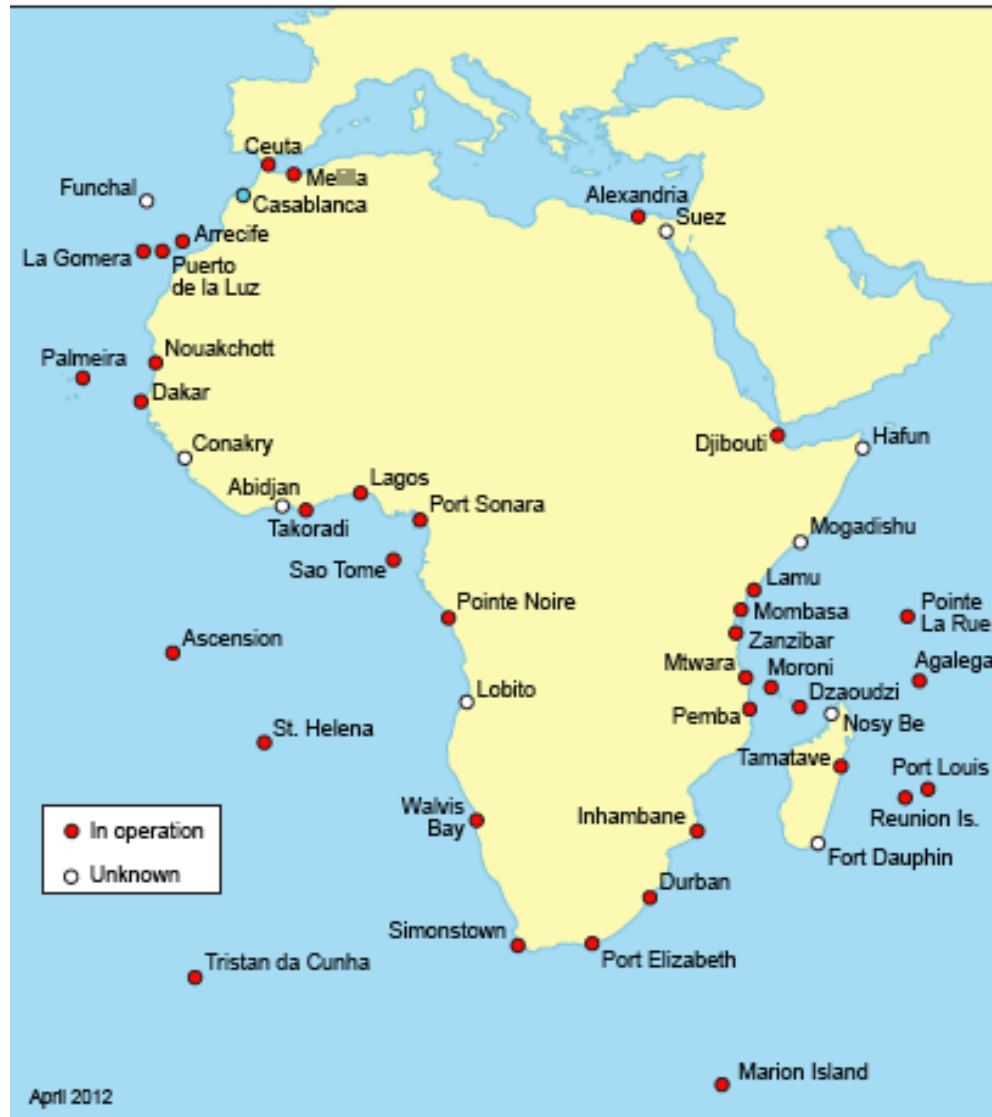 Ceuta
Funchal
Casablanca
Alexandria
Suez
Arrecife
La Gomera
Puerto
de la Luz
Palmeira
Nouakchott
Dakar
Djibouti
Hafun
Conakry
Abidjan
Lagos
Takoradi
Port Sonara
Mogadishu
Sao Tome
Lamu
Pointe Noire
Mombasa
Pointe
La Rue
Ascension
Zanzibar
Mtwara
Moroni
Agalega
Lobito
Dzaoudzi
Pemba
Nosy Be
St. Helena
Tamatave
Port Louis
Walvis
Bay
Inhambane
Reunion Is.
In operation
Unknown
Fort Dauphin
Durban
Simonstown
Port Elizabeth
Tristan da Cunha
Marion Island
April 2012